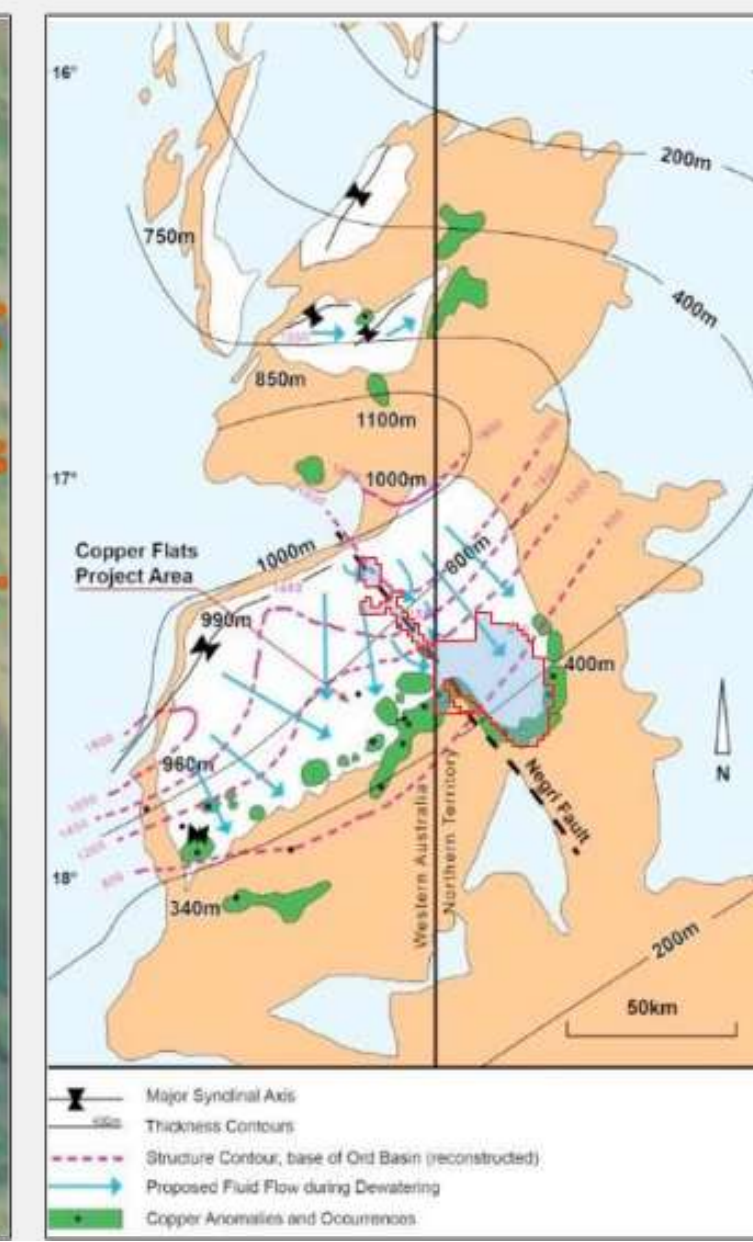 16°
200m
750m
400m
850m
1100m
17°
1000m
1000m
800m
Copper Flats
Project Area
990m
400m
960m
Negri Fault
N
18°
Western Australia
Northern Territory
340m
200m
50km
1200
800
Major Synclinal Axis
Thickness Contours
Structure Contour, base of Ord Basin (reconstructed)
Proposed Fluid Flow during Dewatering
Copper Anomalies and Occurrences